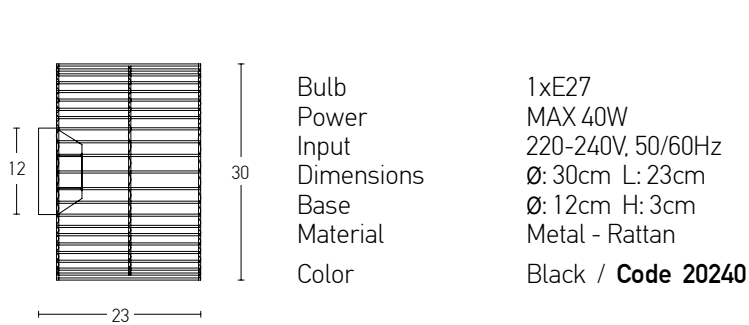 Bulb 1xE27
Power MAX 40W
Input 220-240V, 50/60Hz
12
30
Dimensions Ø: 30cm L: 23cm
Base Ø: 12cm H: 3cm
Material Metal - Rattan
Color Black / Code 20240
23